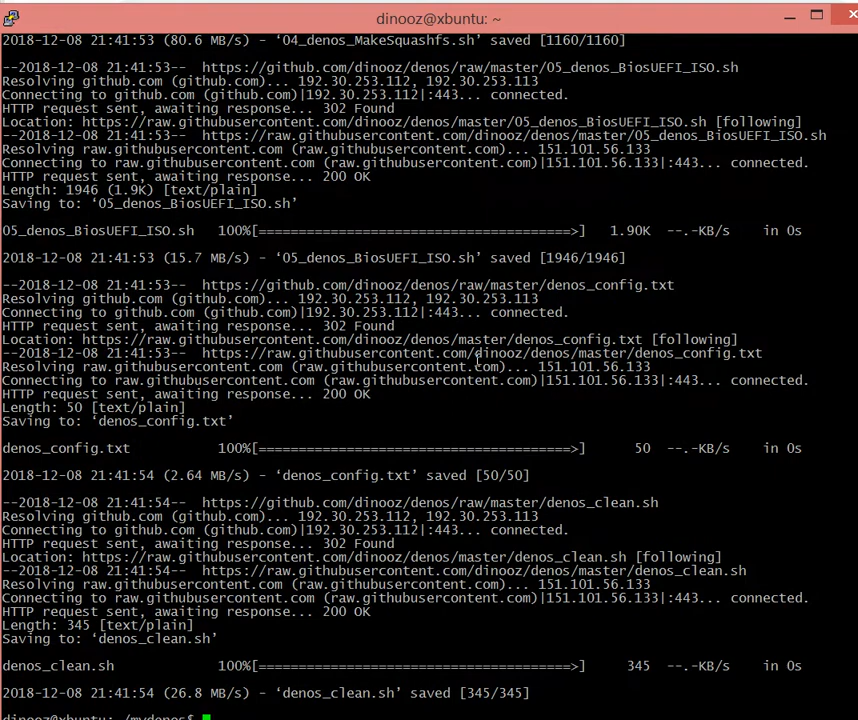 dinooz@xbuntu: ~
2018-12-08 21:41:53 (80.6 MB/s) - ‘04_denos_MakeSquashfs.sh’ saved [1160/1160]
--2018-12-08 21:41:53--  https://github.com/dinooz/denos/raw/master/05_denos_BiosUEFI_ISO.sh
Resolving github.com (github.com)... 192.30.253.112, 192.30.253.113
Connecting to github.com (github.com)|192.30.253.112|:443... connected.
HTTP request sent, awaiting response... 302 Found
Location: https://raw.githubusercontent.com/dinooz/denos/master/05_denos_BiosUEFI_ISO.sh [following]
--2018-12-08 21:41:53--  https://raw.githubusercontent.com/dinooz/denos/master/05_denos_BiosUEFI_ISO.sh
Resolving raw.githubusercontent.com (raw.githubusercontent.com)... 151.101.56.133
Connecting to raw.githubusercontent.com (raw.githubusercontent.com)|151.101.56.133|:443... connected.
HTTP request sent, awaiting response... 200 OK
Length: 1946 (1.9K) [text/plain]
Saving to: ‘05_denos_BiosUEFI_ISO.sh’
05_denos_BiosUEFI_ISO.sh   100%[=======================================>]   1.90K  --.-KB/s    in 0s
2018-12-08 21:41:53 (15.7 MB/s) - ‘05_denos_BiosUEFI_ISO.sh’ saved [1946/1946]
--2018-12-08 21:41:53--  https://github.com/dinooz/denos/raw/master/denos_config.txt
Resolving github.com (github.com)... 192.30.253.112, 192.30.253.113
Connecting to github.com (github.com)|192.30.253.112|:443... connected.
HTTP request sent, awaiting response... 302 Found
Location: https://raw.githubusercontent.com/dinooz/denos/master/denos_config.txt [following]
--2018-12-08 21:41:53--  https://raw.githubusercontent.com/dinooz/denos/master/denos_config.txt
Resolving raw.githubusercontent.com (raw.githubusercontent.com)... 151.101.56.133
Connecting to raw.githubusercontent.com (raw.githubusercontent.com)|151.101.56.133|:443... connected.
HTTP request sent, awaiting response... 200 OK
Length: 50 [text/plain]
Saving to: ‘denos_config.txt’
denos_config.txt           100%[=======================================>]      50  --.-KB/s    in 0s
2018-12-08 21:41:54 (2.64 MB/s) - ‘denos_config.txt’ saved [50/50]
--2018-12-08 21:41:54--  https://github.com/dinooz/denos/raw/master/denos_clean.sh
Resolving github.com (github.com)... 192.30.253.112, 192.30.253.113
Connecting to github.com (github.com)|192.30.253.112|:443... connected.
HTTP request sent, awaiting response... 302 Found
Location: https://raw.githubusercontent.com/dinooz/denos/master/denos_clean.sh [following]
--2018-12-08 21:41:54--  https://raw.githubusercontent.com/dinooz/denos/master/denos_clean.sh
Resolving raw.githubusercontent.com (raw.githubusercontent.com)... 151.101.56.133
Connecting to raw.githubusercontent.com (raw.githubusercontent.com)|151.101.56.133|:443... connected.
HTTP request sent, awaiting response... 200 OK
Length: 345 [text/plain]
Saving to: ‘denos_clean.sh’
denos_clean.sh             100%[=======================================>]     345  --.-KB/s    in 0s
2018-12-08 21:41:54 (26.8 MB/s) - ‘denos_clean.sh’ saved [345/345]
dinooz@xbuntu: ~/mydenos$